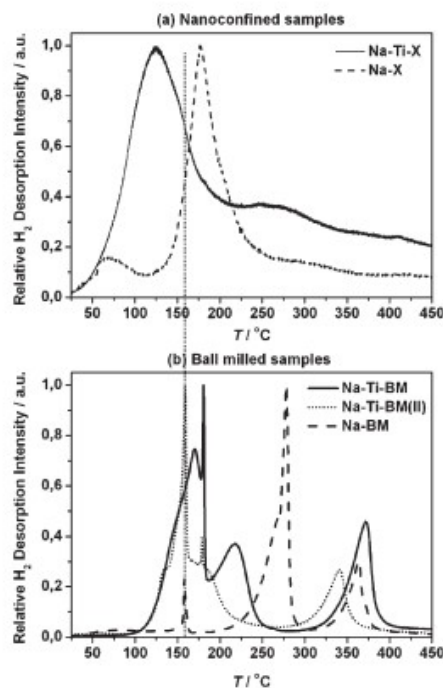 (a) Nanoconfined samples
Relative H₂ Desorption Intensity / a.u.
1,0
0,8
0,6
0,4
0,2
0,0
Na-Ti-X
Na-X
50 100 150 200 250 300 350 400 450
T / °C
(b) Ball milled samples
Relative H₂ Desorption Intensity / a.u.
1,0
0,8
0,6
0,4
0,2
0,0
Na-Ti-BM
Na-Ti-BM(II)
Na-BM
50 100 150 200 250 300 350 400 450
T / °C